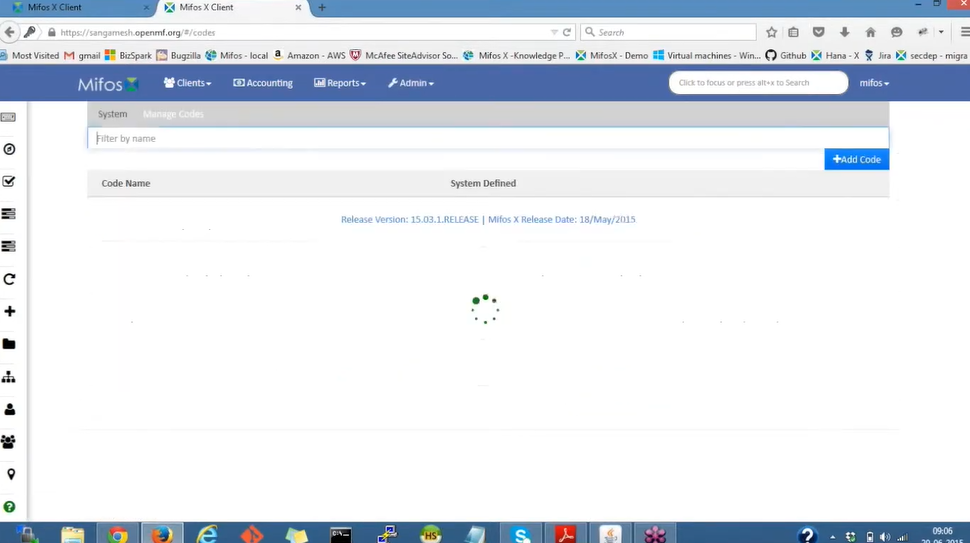 Mifos X Client
Mifos X Client
https://sangamesh.openmf.org/#/codes
Search
Most Visited
gmail
BizSpark
Bugzilla
Mifos - local
Amazon - AWS
McAfee SiteAdvisor So...
Mifos X -Knowledge P...
MifosX - Demo
Virtual machines - Win...
Github
Hana - X
Jira
secdep - migra
Mifos
Clients
Accounting
Reports
Admin
Click to focus or press alt+x to Search
mifos
System
Manage Codes
Filter by name
Add Code
Code Name
System Defined
Release Version: 15.03.1.RELEASE | Mifos X Release Date: 18/May/2015
HS
09:06
20-06-2015